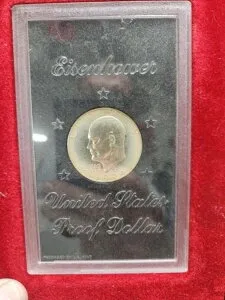 Eisenhower
United States
Proof Dollar